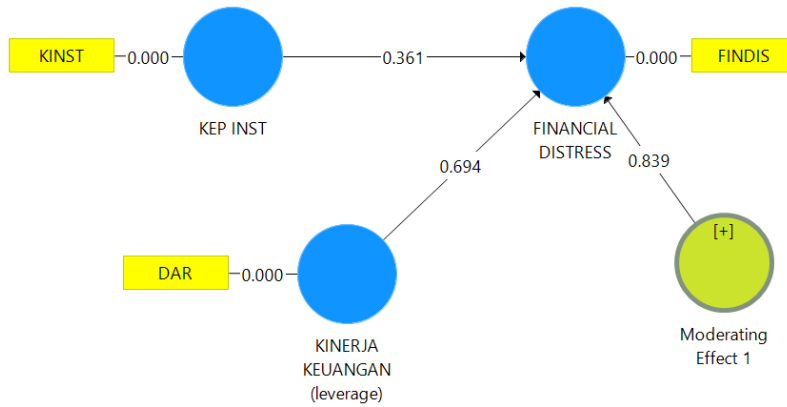 KINST
0.000
KEP INST
0.361
FINANCIAL
DISTRESS
0.000
FINDIS
0.694
0.839
DAR
0.000
KINERJA
KEUANGAN
(leverage)
[+]
Moderating
Effect 1